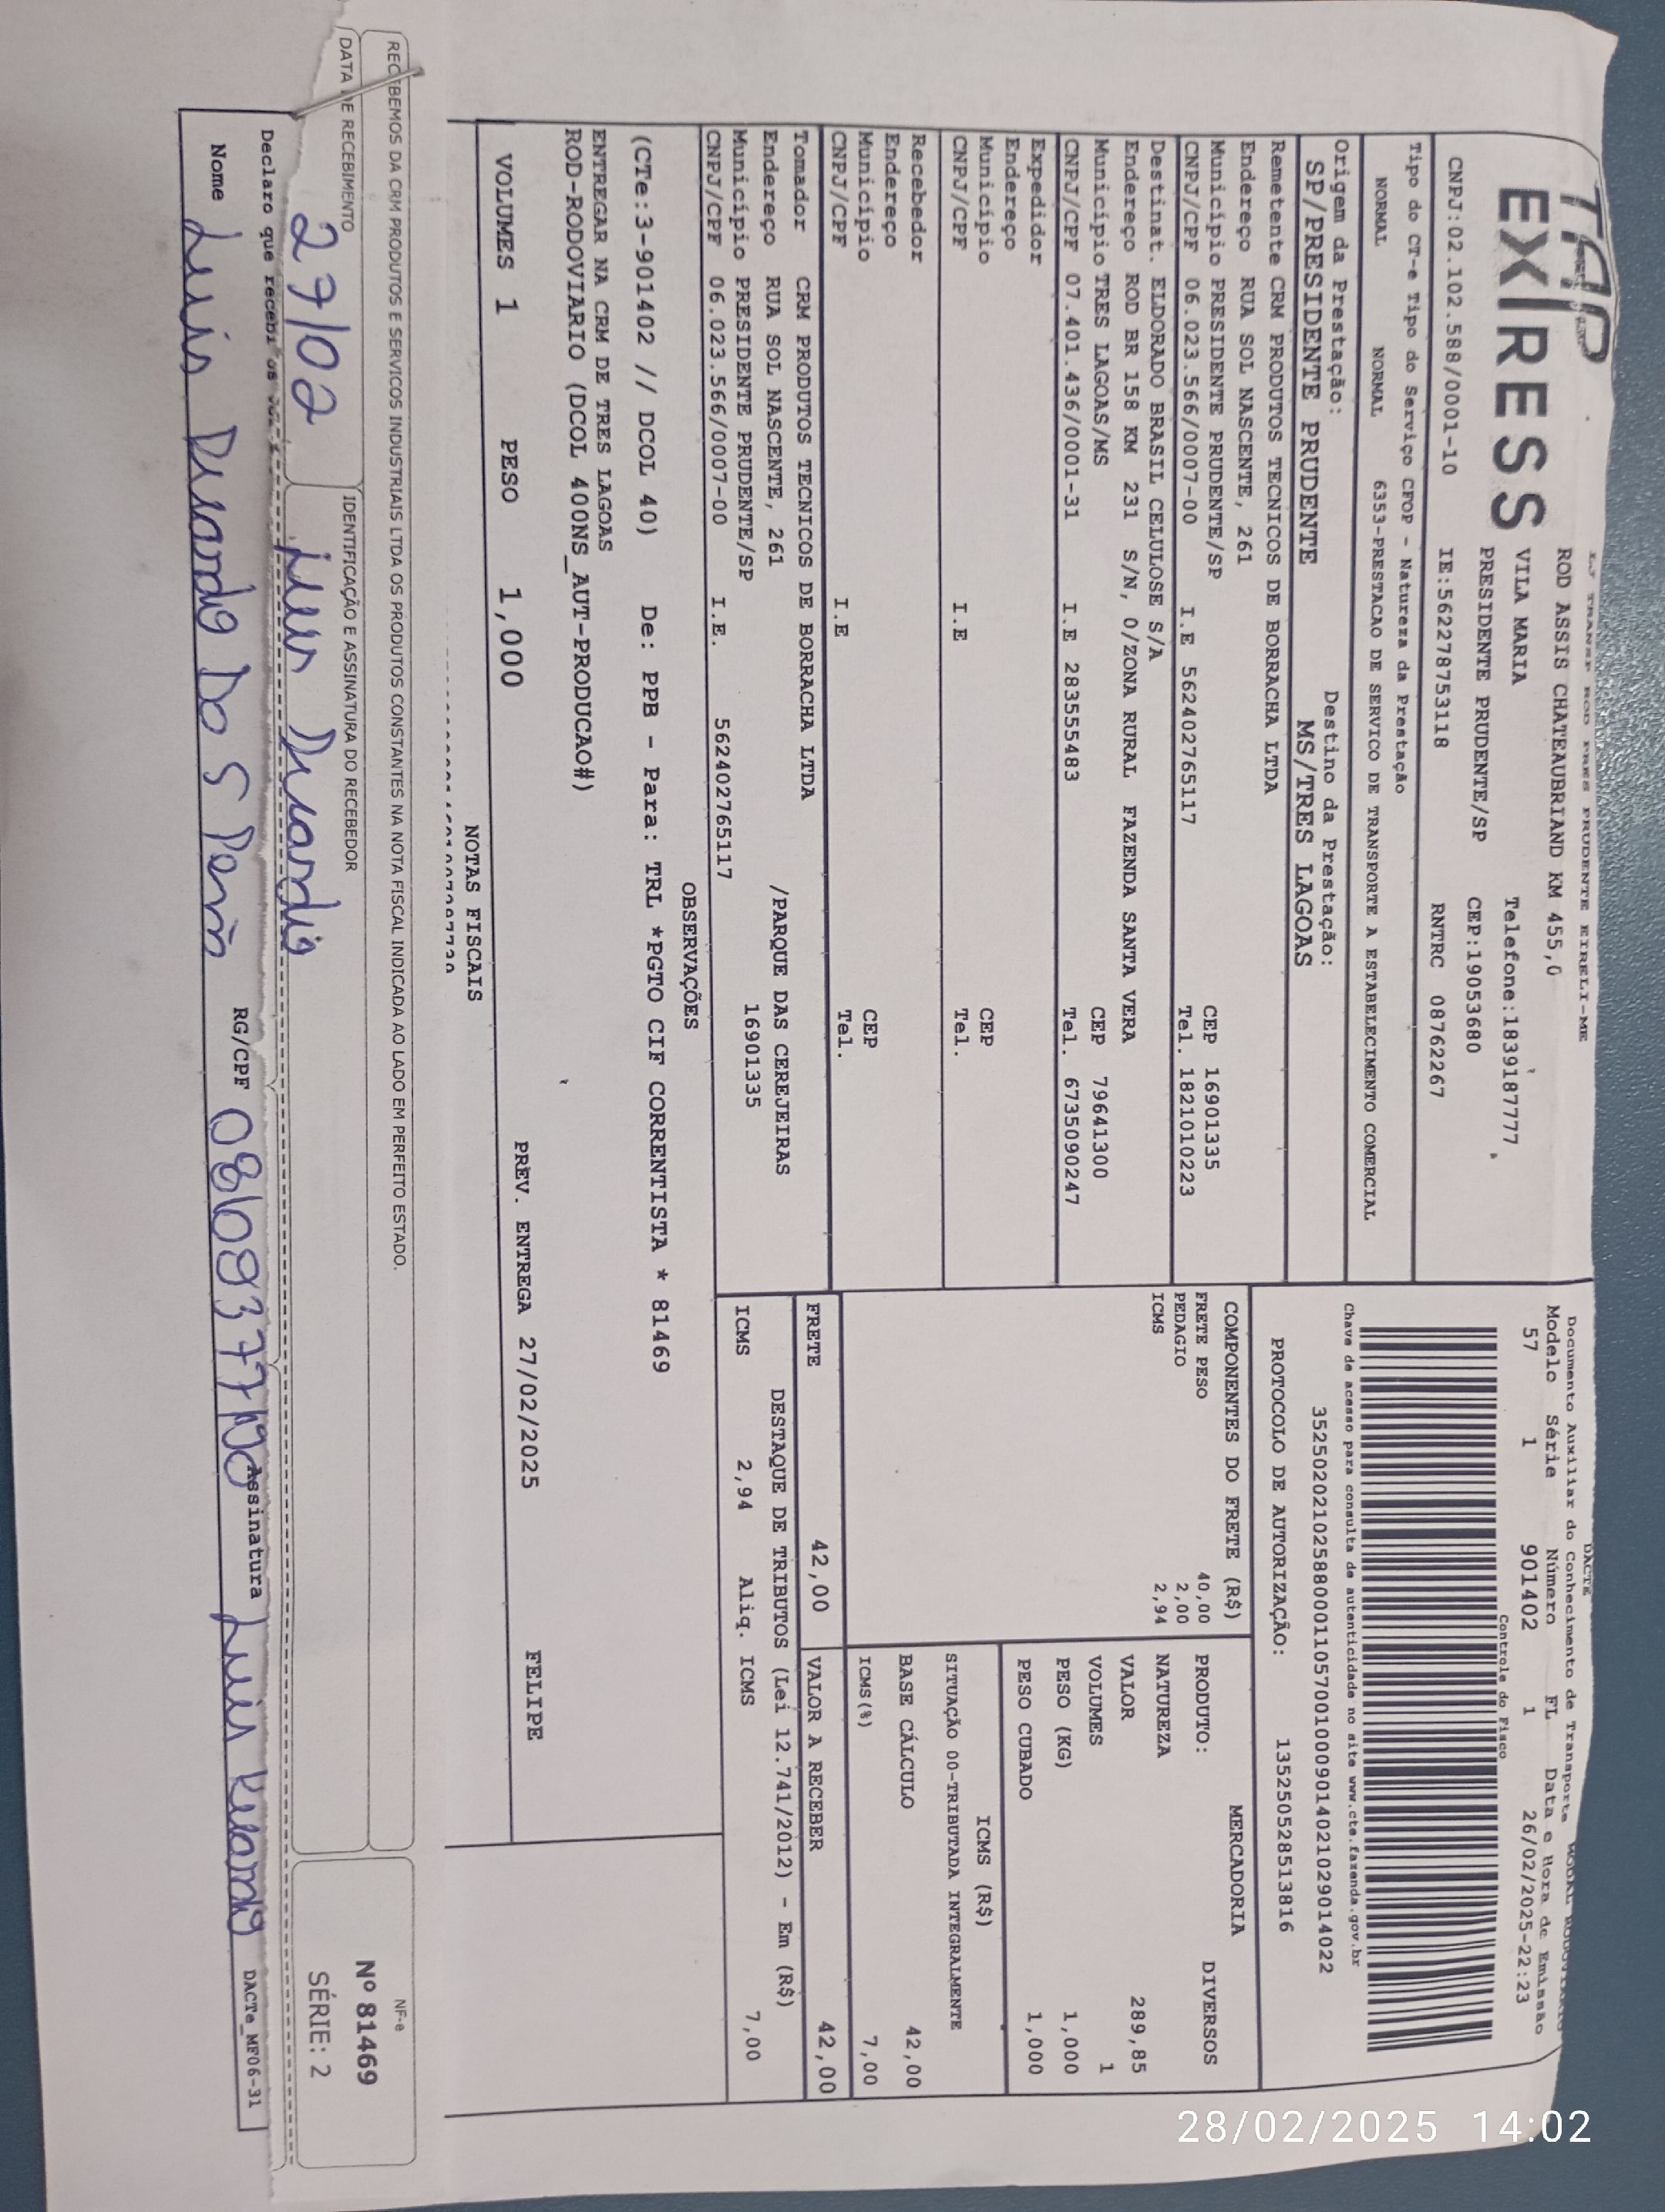 TAP
EXPRESS
LJ TRANSP ROD PRES PRUDENTE EIRELI-ME
ROD ASSIS CHATEAUBRIAND KM 455,0
VILA MARIA Telefone:1839187777
PRESIDENTE PRUDENTE/SP CEP:19053680
CNPJ:02.102.588/0001-10 IE:562278753118 RNTRC 08762267
DACTE
Documento Auxiliar do Conhecimento de Transporte MODAL RODOVIARIO
Modelo Série Número FL Data e Hora de Emissão
57 1 901402 1 26/02/2025-22:23
Controle do Fisco
Tipo do CT-e Tipo do Serviço CFOP - Natureza da Prestação
NORMAL NORMAL 6353-PRESTACAO DE SERVICO DE TRANSPORTE A ESTABELECIMENTO COMERCIAL
Chave de acesso para consulta de autenticidade no site www.cte.fazenda.gov.br
35250202102588000110570010009014021029014022
Origem da Prestação: Destino da Prestação:
SP/PRESIDENTE PRUDENTE MS/TRES LAGOAS
PROTOCOLO DE AUTORIZAÇÃO: 135250528513816
Remetente CRM PRODUTOS TECNICOS DE BORRACHA LTDA
Endereço RUA SOL NASCENTE, 261
Município PRESIDENTE PRUDENTE/SP CEP 16901335
CNPJ/CPF 06.023.566/0007-00 I.E 562402765117 Tel. 1821010223
Destinat. ELDORADO BRASIL CELULOSE S/A
Endereço ROD BR 158 KM 231 S/N, 0/ZONA RURAL FAZENDA SANTA VERA
Município TRES LAGOAS/MS CEP 79641300
CNPJ/CPF 07.401.436/0001-31 I.E 283555483 Tel. 6735090247
Expedidor
Endereço
Município CEP
CNPJ/CPF I.E Tel.
Recebedor
Endereço
Município CEP
CNPJ/CPF I.E Tel.
Tomador CRM PRODUTOS TECNICOS DE BORRACHA LTDA
Endereço RUA SOL NASCENTE, 261 /PARQUE DAS CEREJEIRAS
Município PRESIDENTE PRUDENTE/SP 16901335
CNPJ/CPF 06.023.566/0007-00 I.E. 562402765117
COMPONENTES DO FRETE (R$)
FRETE PESO 40,00
PEDAGIO 2,00
ICMS 2,94
MERCADORIA
PRODUTO: DIVERSOS
NATUREZA
VALOR 289,85
VOLUMES 1
PESO (KG) 1,000
PESO CUBADO 1,000
ICMS (R$)
SITUAÇÃO 00-TRIBUTADA INTEGRALMENTE
BASE CÁLCULO 42,00
ICMS(%) 7,00
FRETE 42,00 VALOR A RECEBER 42,00
DESTAQUE DE TRIBUTOS (Lei 12.741/2012) - Em (R$)
ICMS 2,94 Aliq. ICMS 7,00
OBSERVAÇÕES
(CTe:3-901402 // DCOL 40) De: PPB - Para: TRL *PGTO CIF CORRENTISTA * 81469
ENTREGAR NA CRM DE TRES LAGOAS
ROD-RODOVIARIO (DCOL 400NS_AUT-PRODUCAO#)
VOLUMES 1 PESO 1,000 PREV. ENTREGA 27/02/2025 FELIPE
NOTAS FISCAIS
RECEBEMOS DA CRM PRODUTOS E SERVICOS INDUSTRIAIS LTDA OS PRODUTOS CONSTANTES NA NOTA FISCAL INDICADA AO LADO EM PERFEITO ESTADO.
DATA DE RECEBIMENTO IDENTIFICAÇÃO E ASSINATURA DO RECEBEDOR
27/02
NF-e
Nº 81469
SÉRIE: 2
Declaro que recebi os
Nome Luis RG/CPF Assinatura Luis DACTe_MF06-31
28/02/2025 14:02